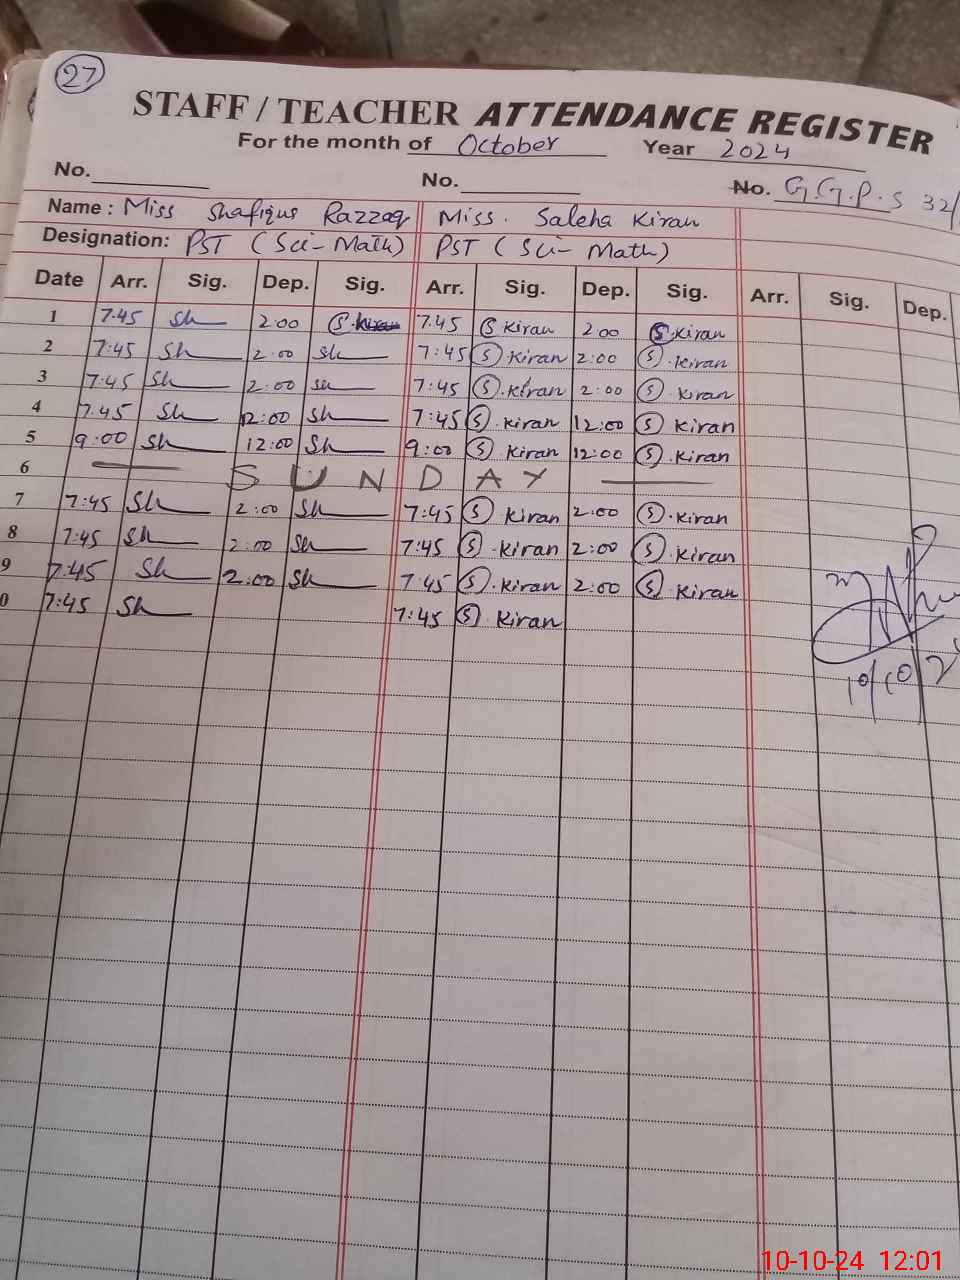 27
STAFF / TEACHER ATTENDANCE REGISTER
For the month of October Year 2024
No. No. No. G.G.P.S 32/
Name : Miss Shafique Razzaq Miss. Saleha Kiran
Designation: PST (Sci-Math) PST (Sci-Math)
Date Arr. Sig. Dep. Sig. Arr. Sig. Dep. Sig. Arr. Sig. Dep.
1 7.45 Sh 2:00 S.Kiran 7.45 S Kiran 2:00 S.Kiran
2 7:45 Sh 2:00 Sh 7:45 S.Kiran 2:00 S.Kiran
3 7:45 Sh 2:00 Sh 7:45 S.Kiran 2:00 S.Kiran
4 7.45 Sh 12:00 Sh 7:45 S.Kiran 12:00 S Kiran
5 9:00 Sh 12:00 Sh 9:00 S.Kiran 12:00 S.Kiran
6 SUNDAY
7 7:45 Sh 2:00 Sh 7:45 S Kiran 2:00 S.Kiran
8 7:45 Sh 2:00 Sh 7:45 S.Kiran 2:00 S.Kiran
9 7:45 Sh 2:00 Sh 7:45 S.Kiran 2:00 S.Kiran
0 7:45 Sh 7:45 S.Kiran
10/10/2
10-10-24 12:01